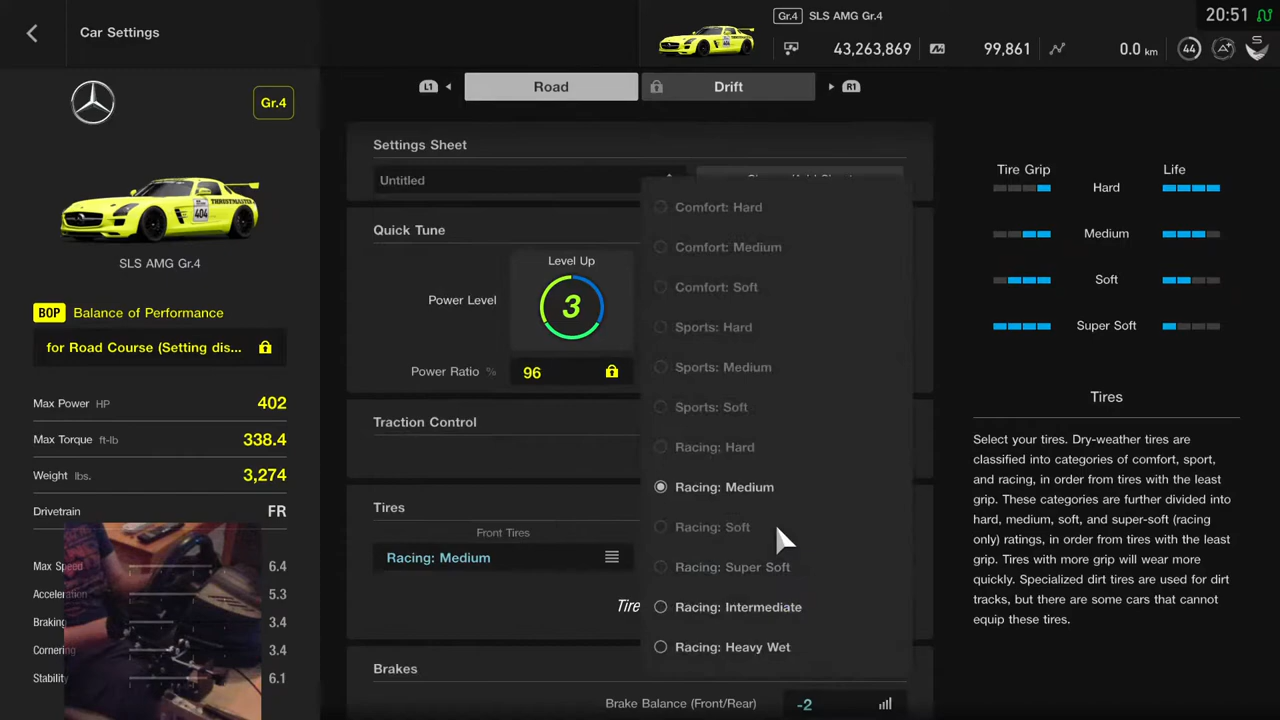 Car Settings
Gr.4 SLS AMG Gr.4
20:51
43,263,869
99,861
0.0 km
44
A+
S
L1
Road
Drift
R1
Gr.4
404
THRUSTMASTER
SLS AMG Gr.4
BOP Balance of Performance
for Road Course (Setting dis...
Max Power HP 402
Max Torque ft-lb 338.4
Weight lbs. 3,274
Drivetrain FR
Max Speed 6.4
Acceleration 5.3
Braking 3.4
Cornering 3.4
Stability 6.1
Settings Sheet
Untitled
Quick Tune
Level Up
Power Level 3
Power Ratio % 96
Traction Control
Tires
Front Tires
Racing: Medium
Tire
Brakes
Brake Balance (Front/Rear) -2
Comfort: Hard
Comfort: Medium
Comfort: Soft
Sports: Hard
Sports: Medium
Sports: Soft
Racing: Hard
Racing: Medium
Racing: Soft
Racing: Super Soft
Racing: Intermediate
Racing: Heavy Wet
Tire Grip Life
Hard
Medium
Soft
Super Soft
Tires
Select your tires. Dry-weather tires are
classified into categories of comfort, sport,
and racing, in order from tires with the least
grip. These categories are further divided into
hard, medium, soft, and super-soft (racing
only) ratings, in order from tires with the least
grip. Tires with more grip will wear more
quickly. Specialized dirt tires are used for dirt
tracks, but there are some cars that cannot
equip these tires.